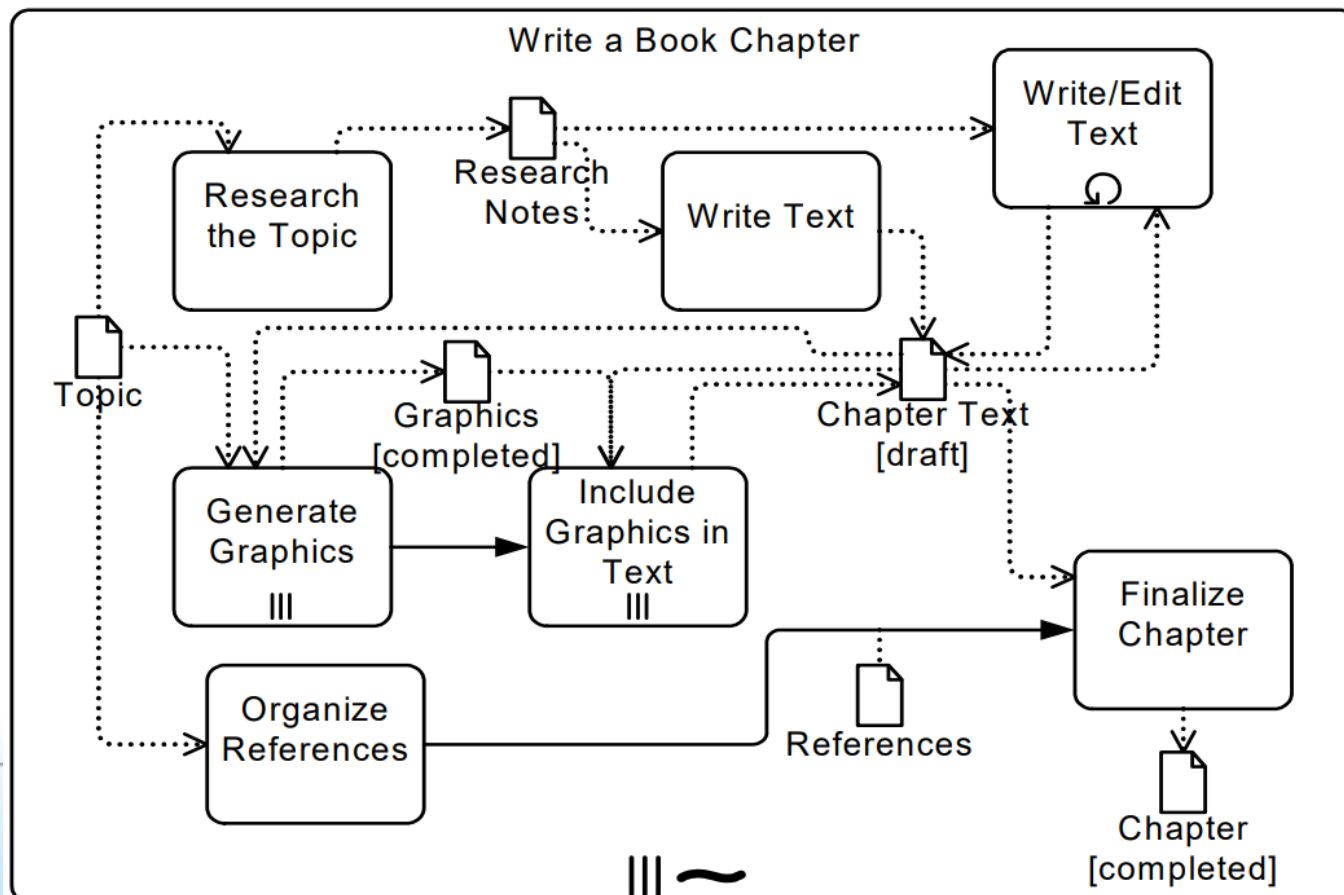 Write a Book Chapter
Write/Edit
Text
Research
Notes
Research
the Topic
Write Text
Topic
Graphics
[completed]
Chapter Text
[draft]
Generate
Graphics
Include
Graphics in
Text
Finalize
Chapter
Organize
References
References
Chapter
[completed]